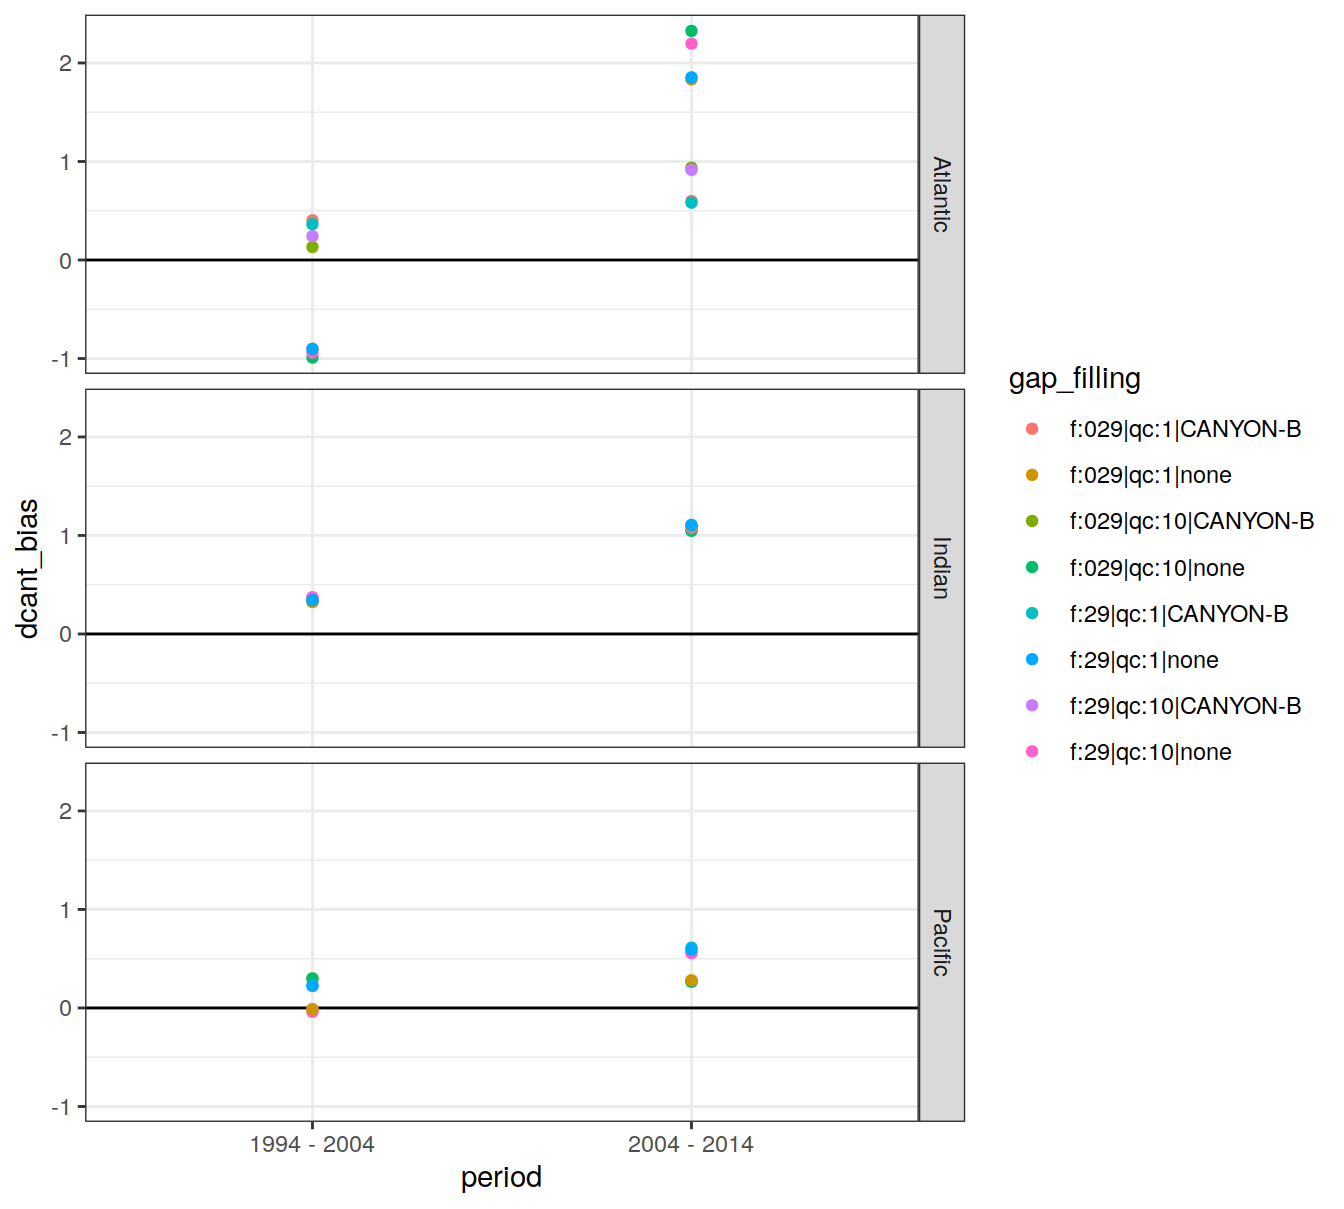 2
1
0
-1
Atlantic
2
1
0
-1
Indian
2
1
0
-1
Pacific
1994 - 2004
2004 - 2014
period
dcant_bias
gap_filling
f:029|qc:1|CANYON-B
f:029|qc:1|none
f:029|qc:10|CANYON-B
f:029|qc:10|none
f:29|qc:1|CANYON-B
f:29|qc:1|none
f:29|qc:10|CANYON-B
f:29|qc:10|none